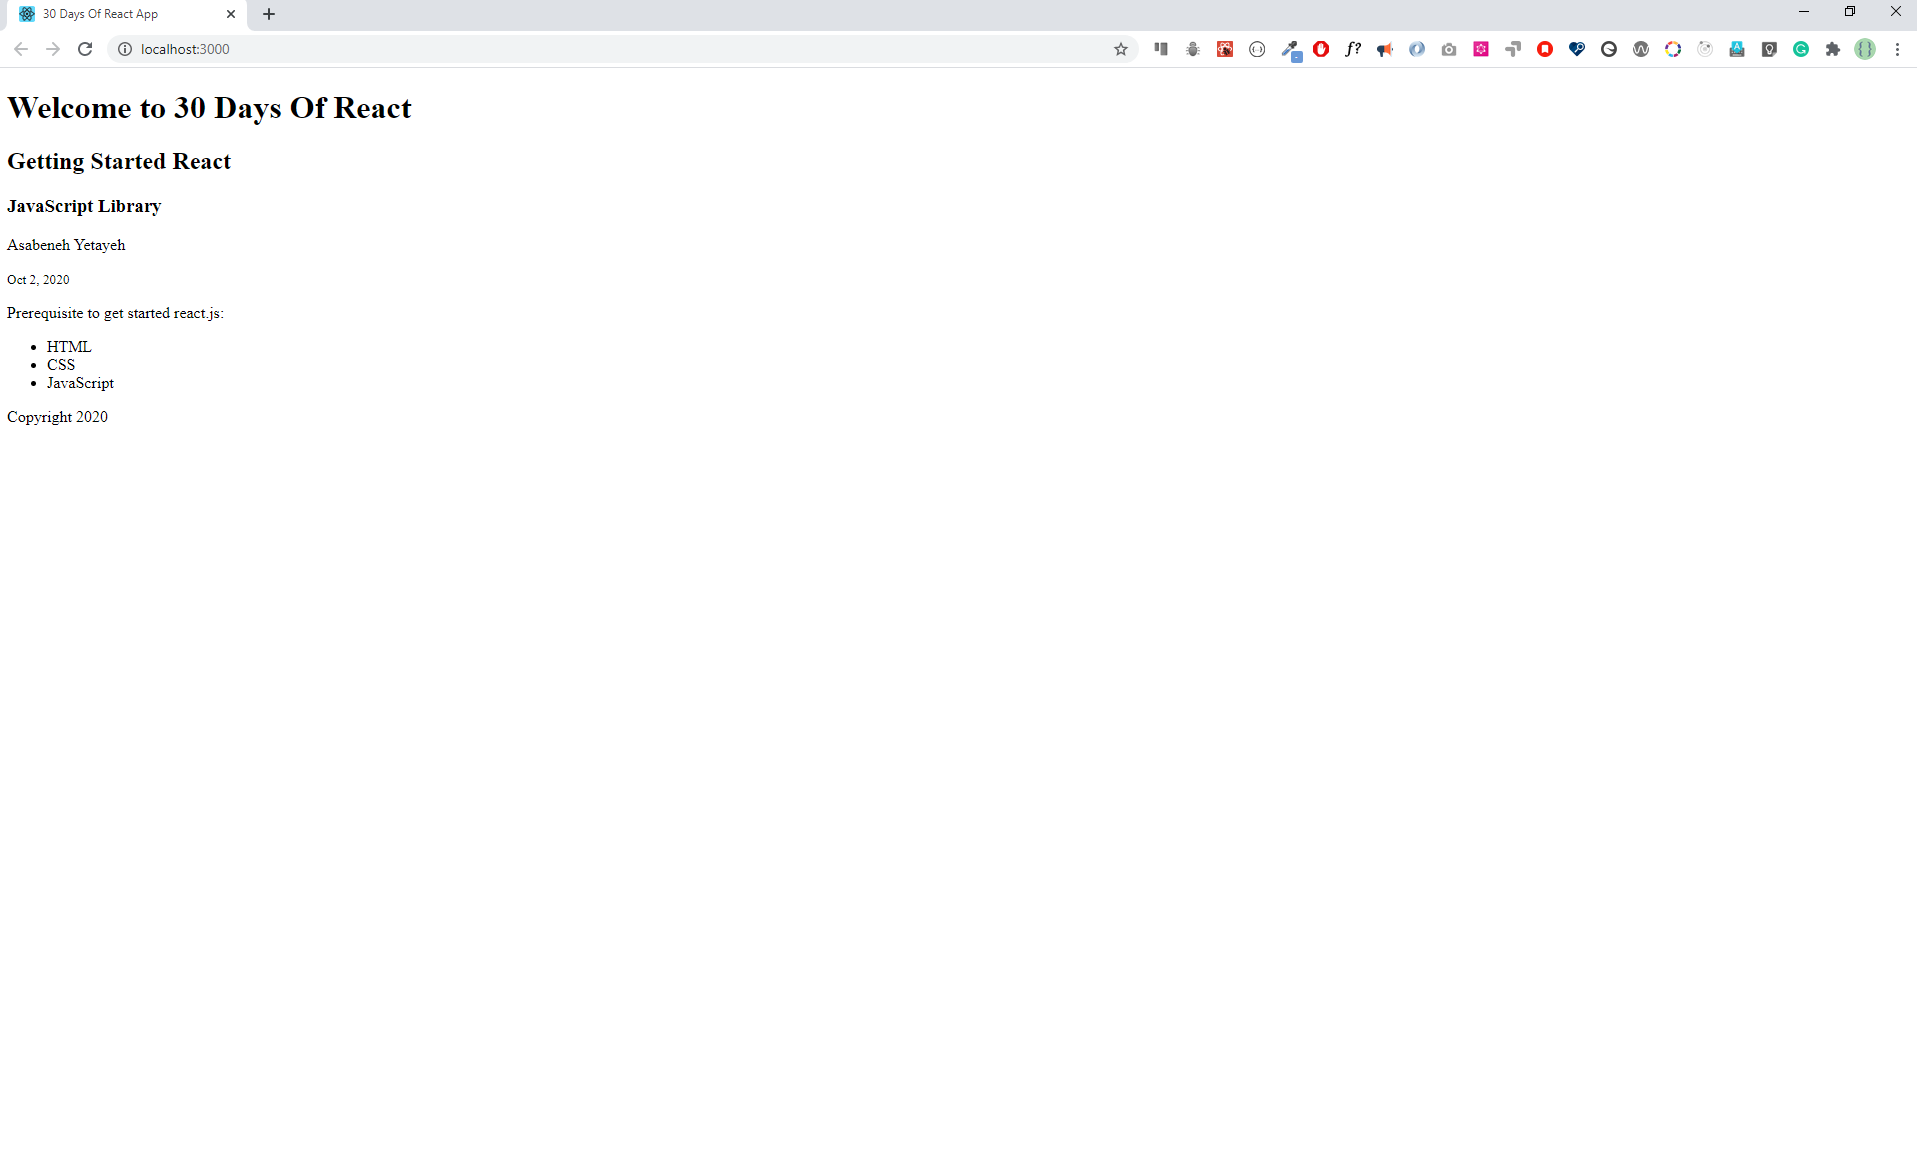 30 Days Of React App
localhost:3000
f?
Welcome to 30 Days Of React
Getting Started React
JavaScript Library
Asabeneh Yetayeh
Oct 2, 2020
Prerequisite to get started react.js:
HTML
CSS
JavaScript
Copyright 2020